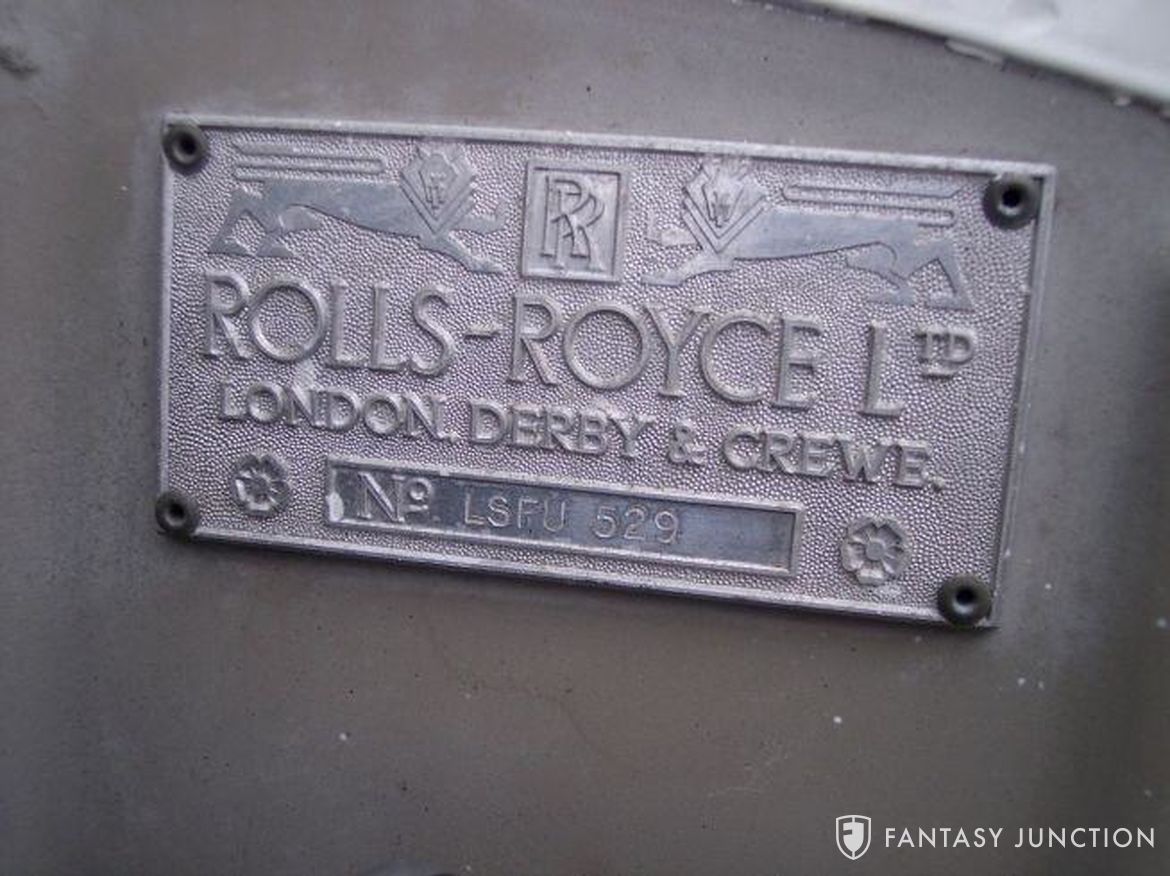 RR
ROLLS-ROYCE LTD
LONDON, DERBY & CREWE.
No. LSFU 529
FANTASY JUNCTION